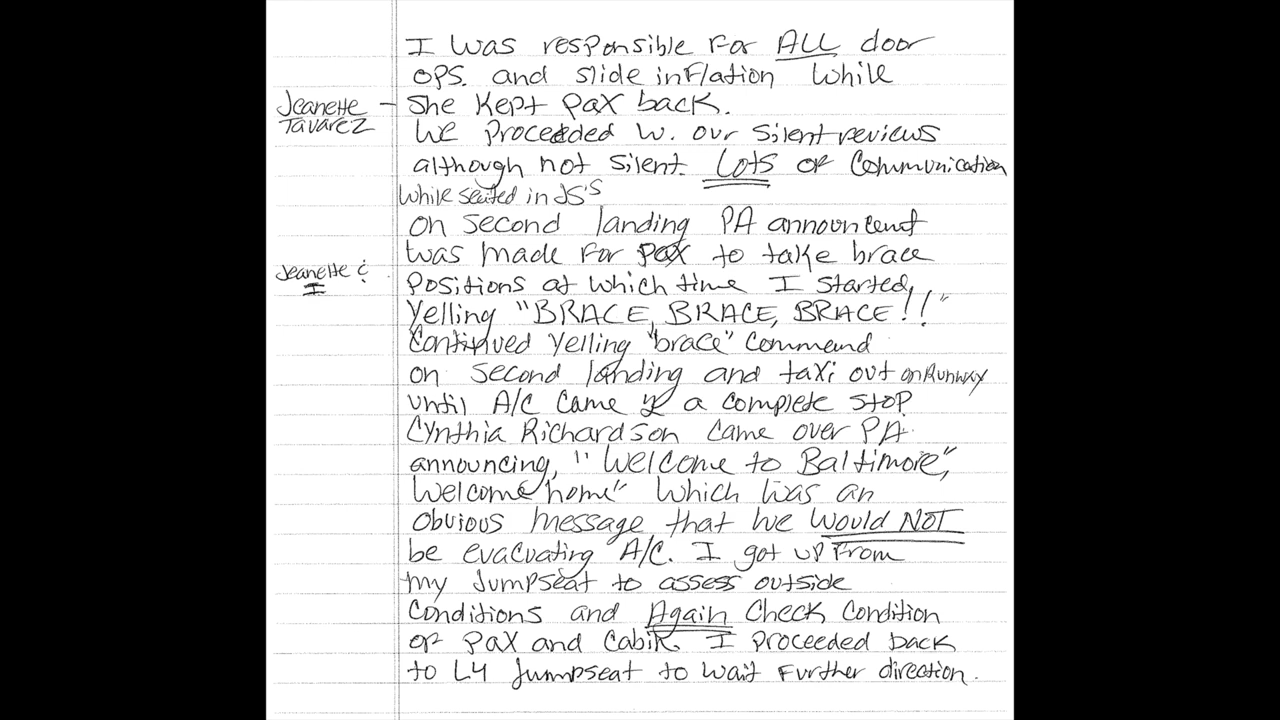 I was responsible for ALL door
ops. and slide inflation while
Jeanette Tavarez – she kept pax back.
We proceeded w. our silent reviews
although not silent. Lots of communication
while seated in JS's
on second landing PA announcemt
was made for pax to take brace
Jeanette & I
positions at which time I started,
yelling "BRACE, BRACE, BRACE!!"
Continued yelling "brace" command
on second landing and taxi out on Runway
until A/C came to a complete stop.
Cynthia Richardson came over PA
announcing, "Welcome to Baltimore",
Welcome home" which was an
obvious message that we would NOT
be evacuating A/C. I got up from
my jumpseat to assess outside
conditions and Again check condition
of pax and cabin. I proceeded back
to L4 jumpseat to wait further direction.